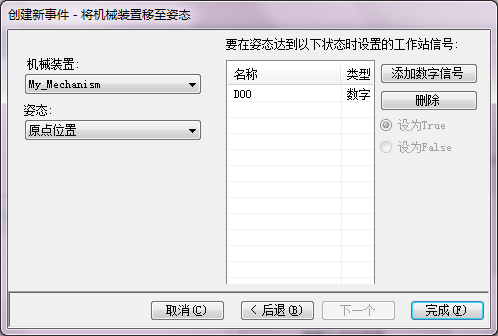 创建新事件 - 将机械装置移至姿态
机械装置:
My_Mechanism
姿态:
原点位置
要在姿态达到以下状态时设置的工作站信号:
名称 类型
DOO 数字
添加数字信号
删除
设为True
设为False
取消(C)
< 后退(B)
下一个
完成(F)